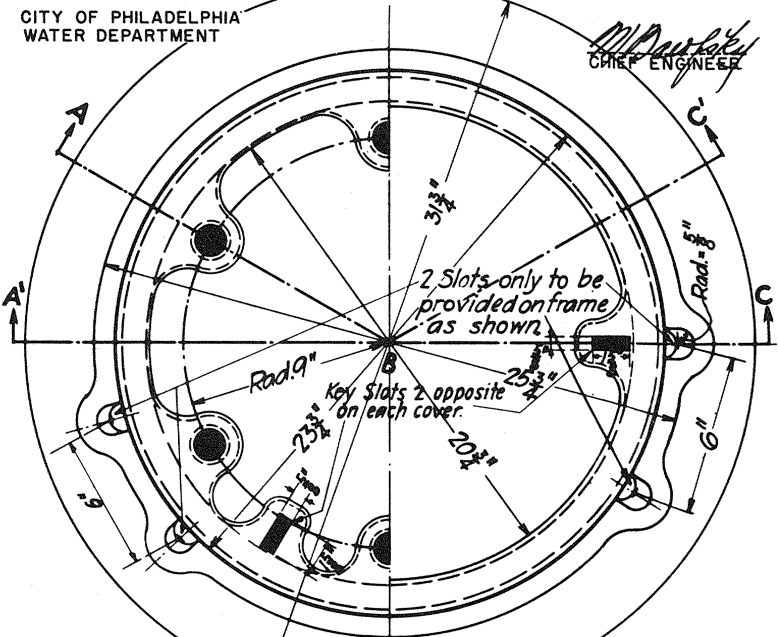 CITY OF PHILADELPHIA
WATER DEPARTMENT
CHIEF ENGINEER
A
C'
31 3/4"
Rad. = 5/8"
2 Slots only to be
provided on frame
as shown
A'
C
B
Rad. 9"
25 3/4"
Key Slots 2 opposite
on each cover.
23 3/4"
20 3/4"
6"
6"